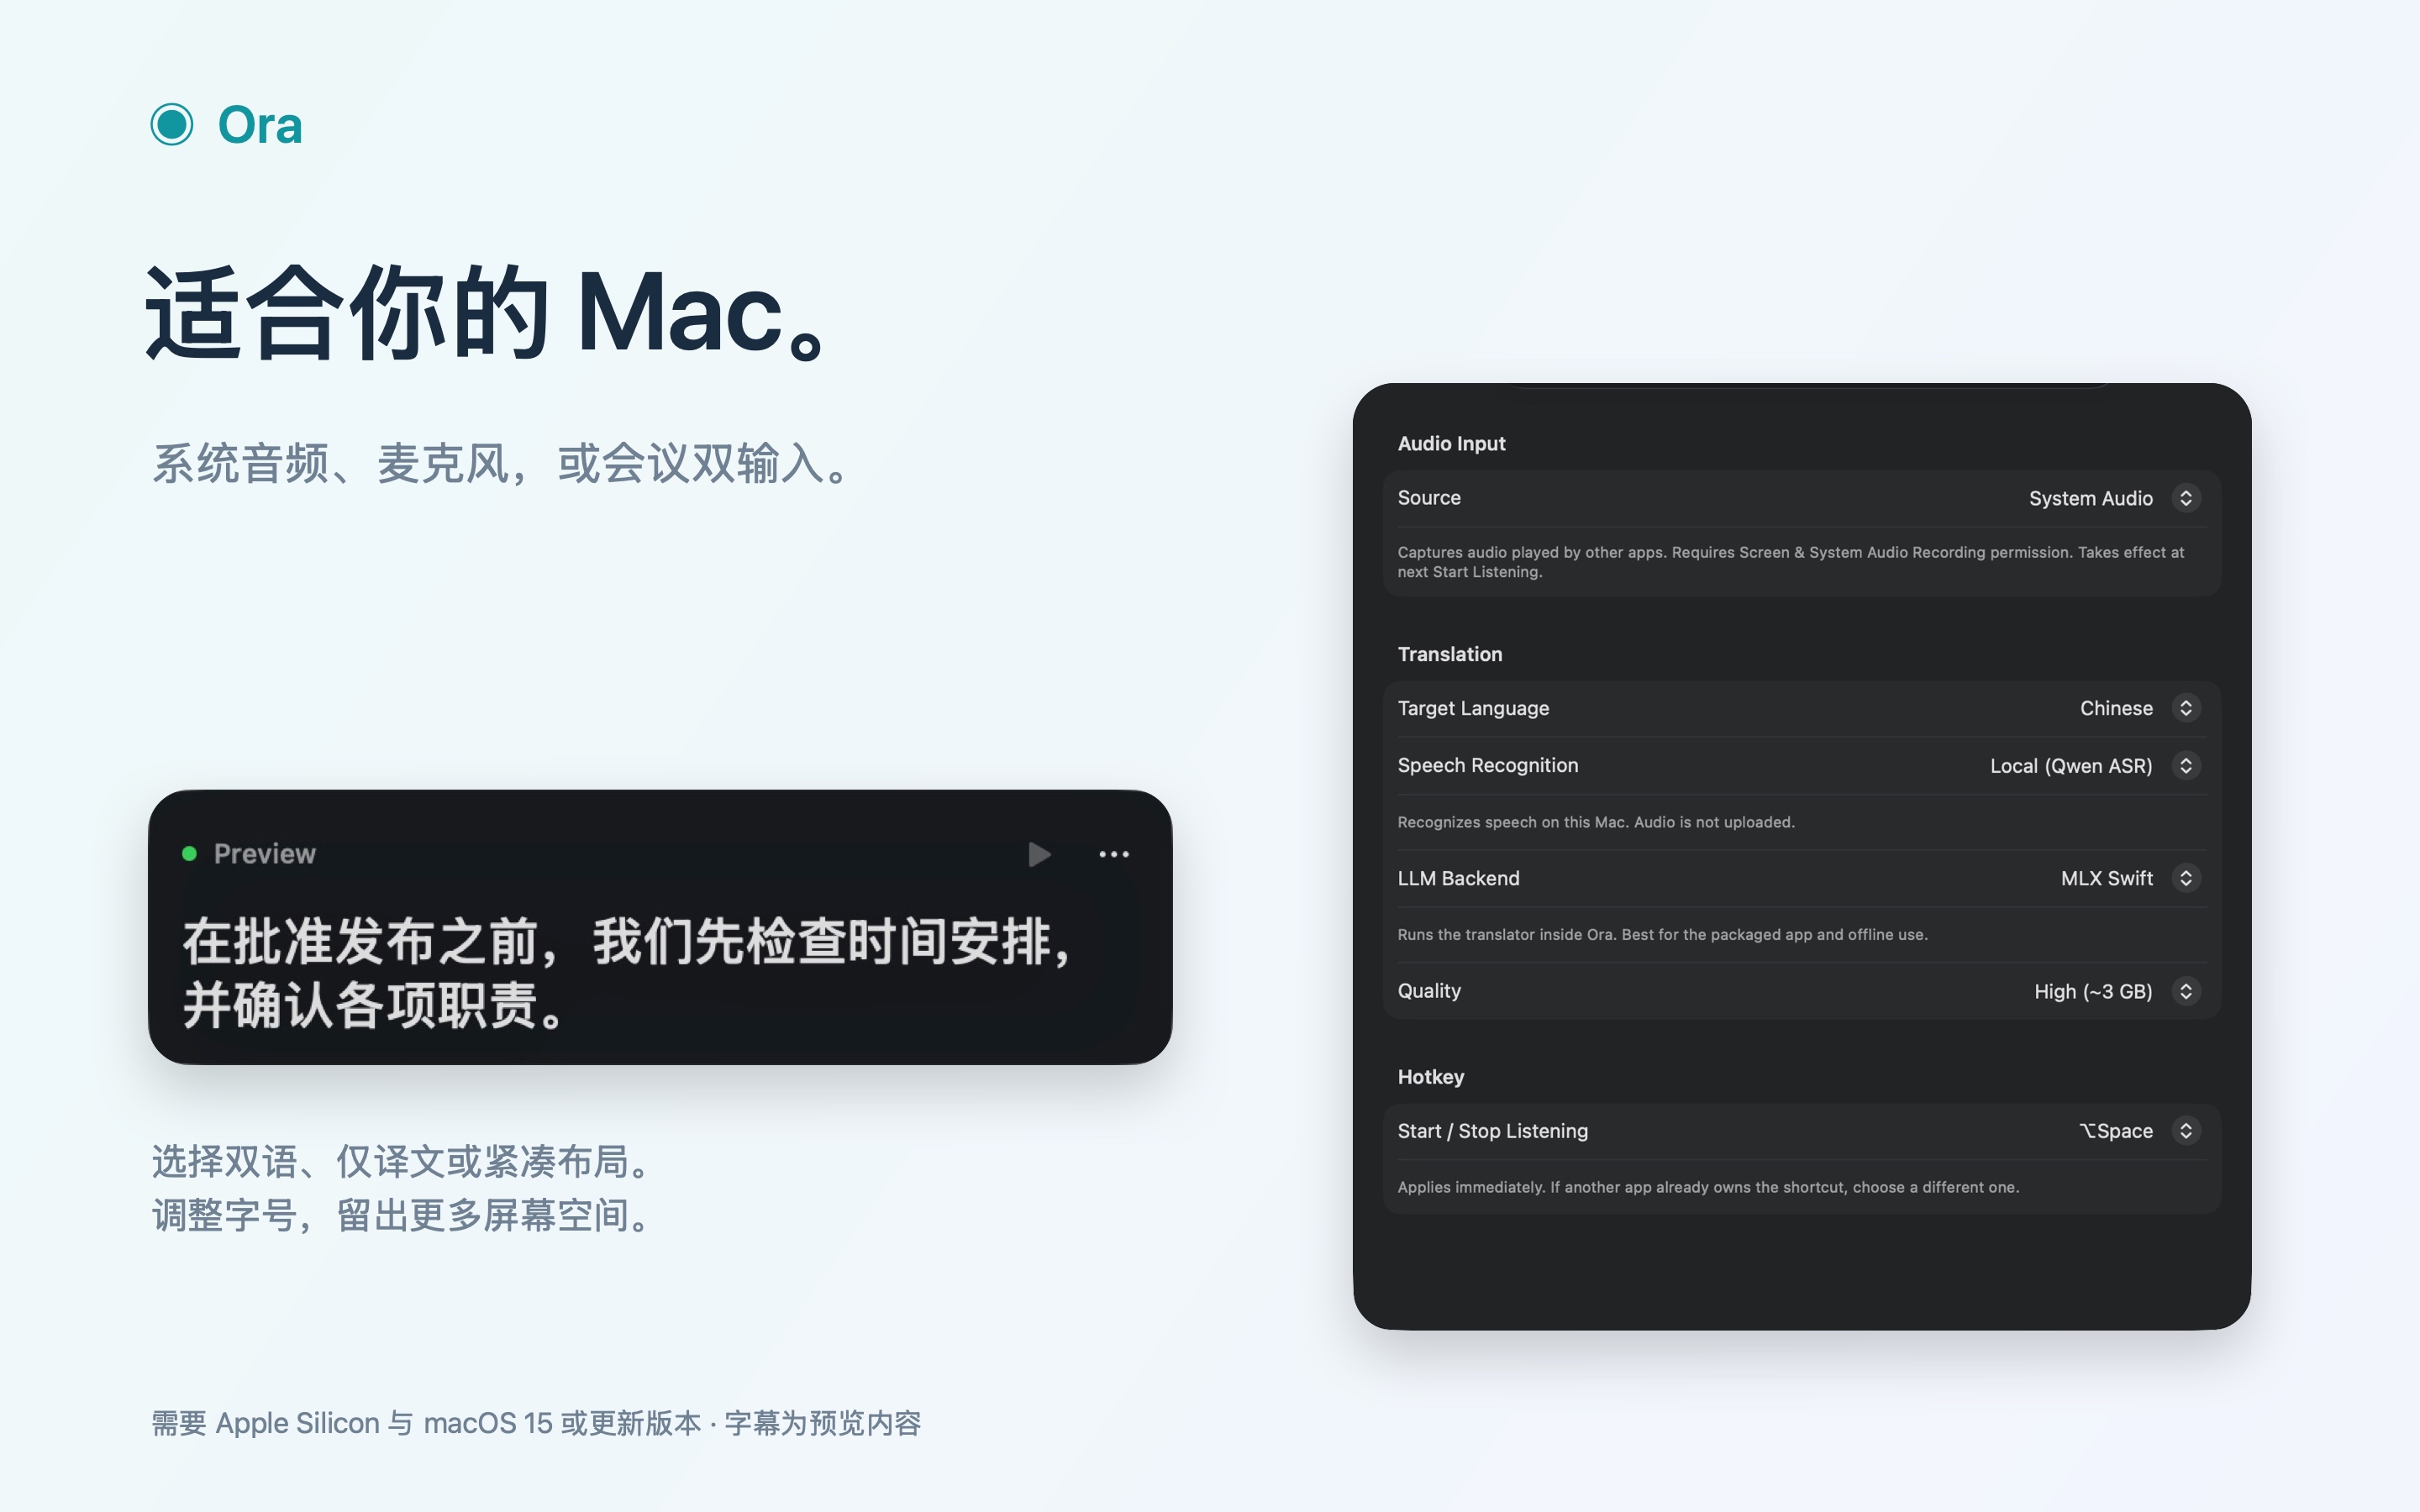 Ora
适合你的 Mac。
系统音频、麦克风，或会议双输入。
Preview
在批准发布之前，我们先检查时间安排，
并确认各项职责。
选择双语、仅译文或紧凑布局。
调整字号，留出更多屏幕空间。
需要 Apple Silicon 与 macOS 15 或更新版本 · 字幕为预览内容
Audio Input
Source System Audio
Captures audio played by other apps. Requires Screen & System Audio Recording permission. Takes effect at
next Start Listening.
Translation
Target Language Chinese
Speech Recognition Local (Qwen ASR)
Recognizes speech on this Mac. Audio is not uploaded.
LLM Backend MLX Swift
Runs the translator inside Ora. Best for the packaged app and offline use.
Quality High (~3 GB)
Hotkey
Start / Stop Listening ⌥Space
Applies immediately. If another app already owns the shortcut, choose a different one.